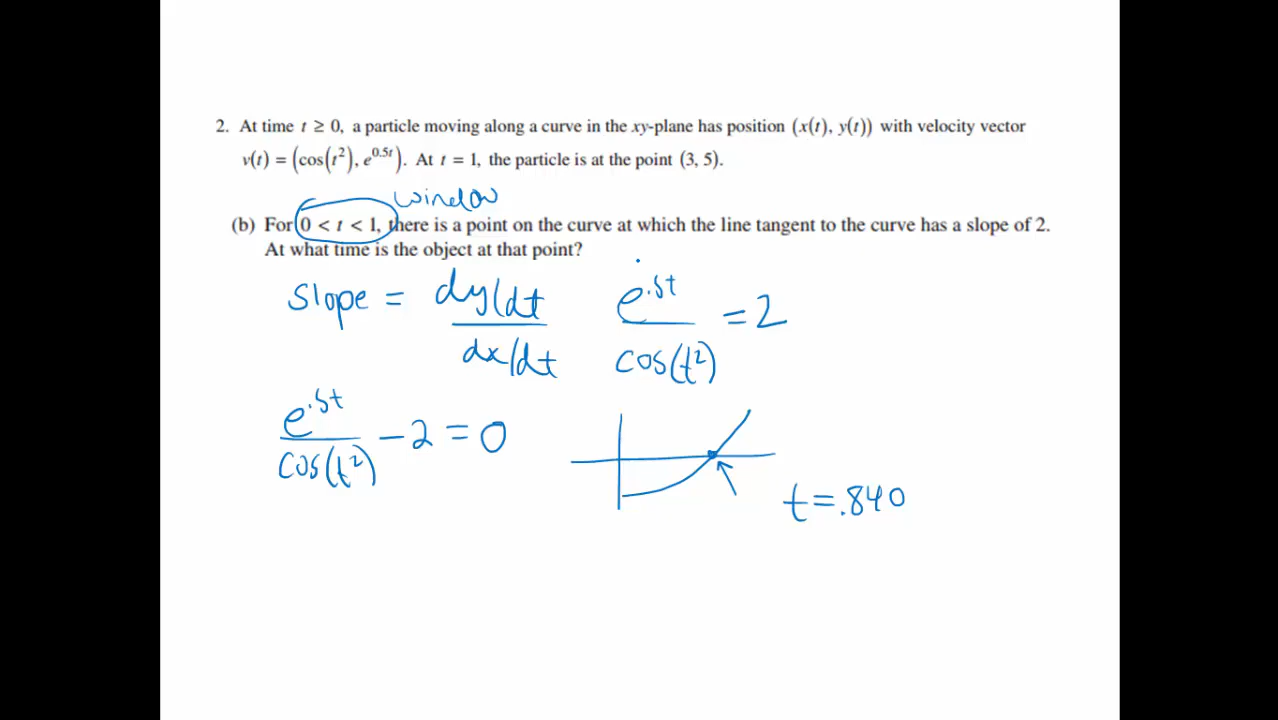 2. At time t ≥ 0, a particle moving along a curve in the xy-plane has position (x(t), y(t)) with velocity vector
v(t) = (cos(t²), e^0.5t). At t = 1, the particle is at the point (3, 5).
window
(b) For 0 < t < 1, there is a point on the curve at which the line tangent to the curve has a slope of 2.
At what time is the object at that point?
Slope = dy/dt / dx/dt
e^.5t / cos(t²) = 2
e^.5t / cos(t²) - 2 = 0
t = .840